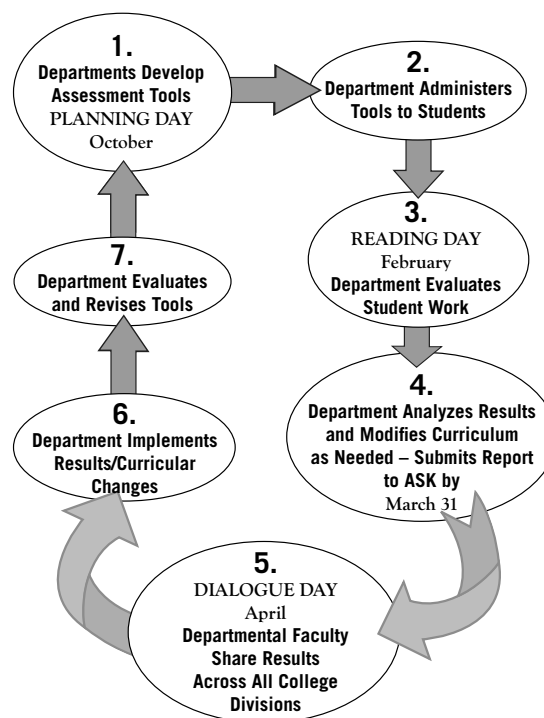 1.
Departments Develop
Assessment Tools
PLANNING DAY
October
2.
Department Administers
Tools to Students
3.
READING DAY
February
Department Evaluates
Student Work
4.
Department Analyzes Results
and Modifies Curriculum
as Needed – Submits Report
to ASK by
March 31
5.
DIALOGUE DAY
April
Departmental Faculty
Share Results
Across All College
Divisions
6.
Department Implements
Results/Curricular
Changes
7.
Department Evaluates
and Revises Tools